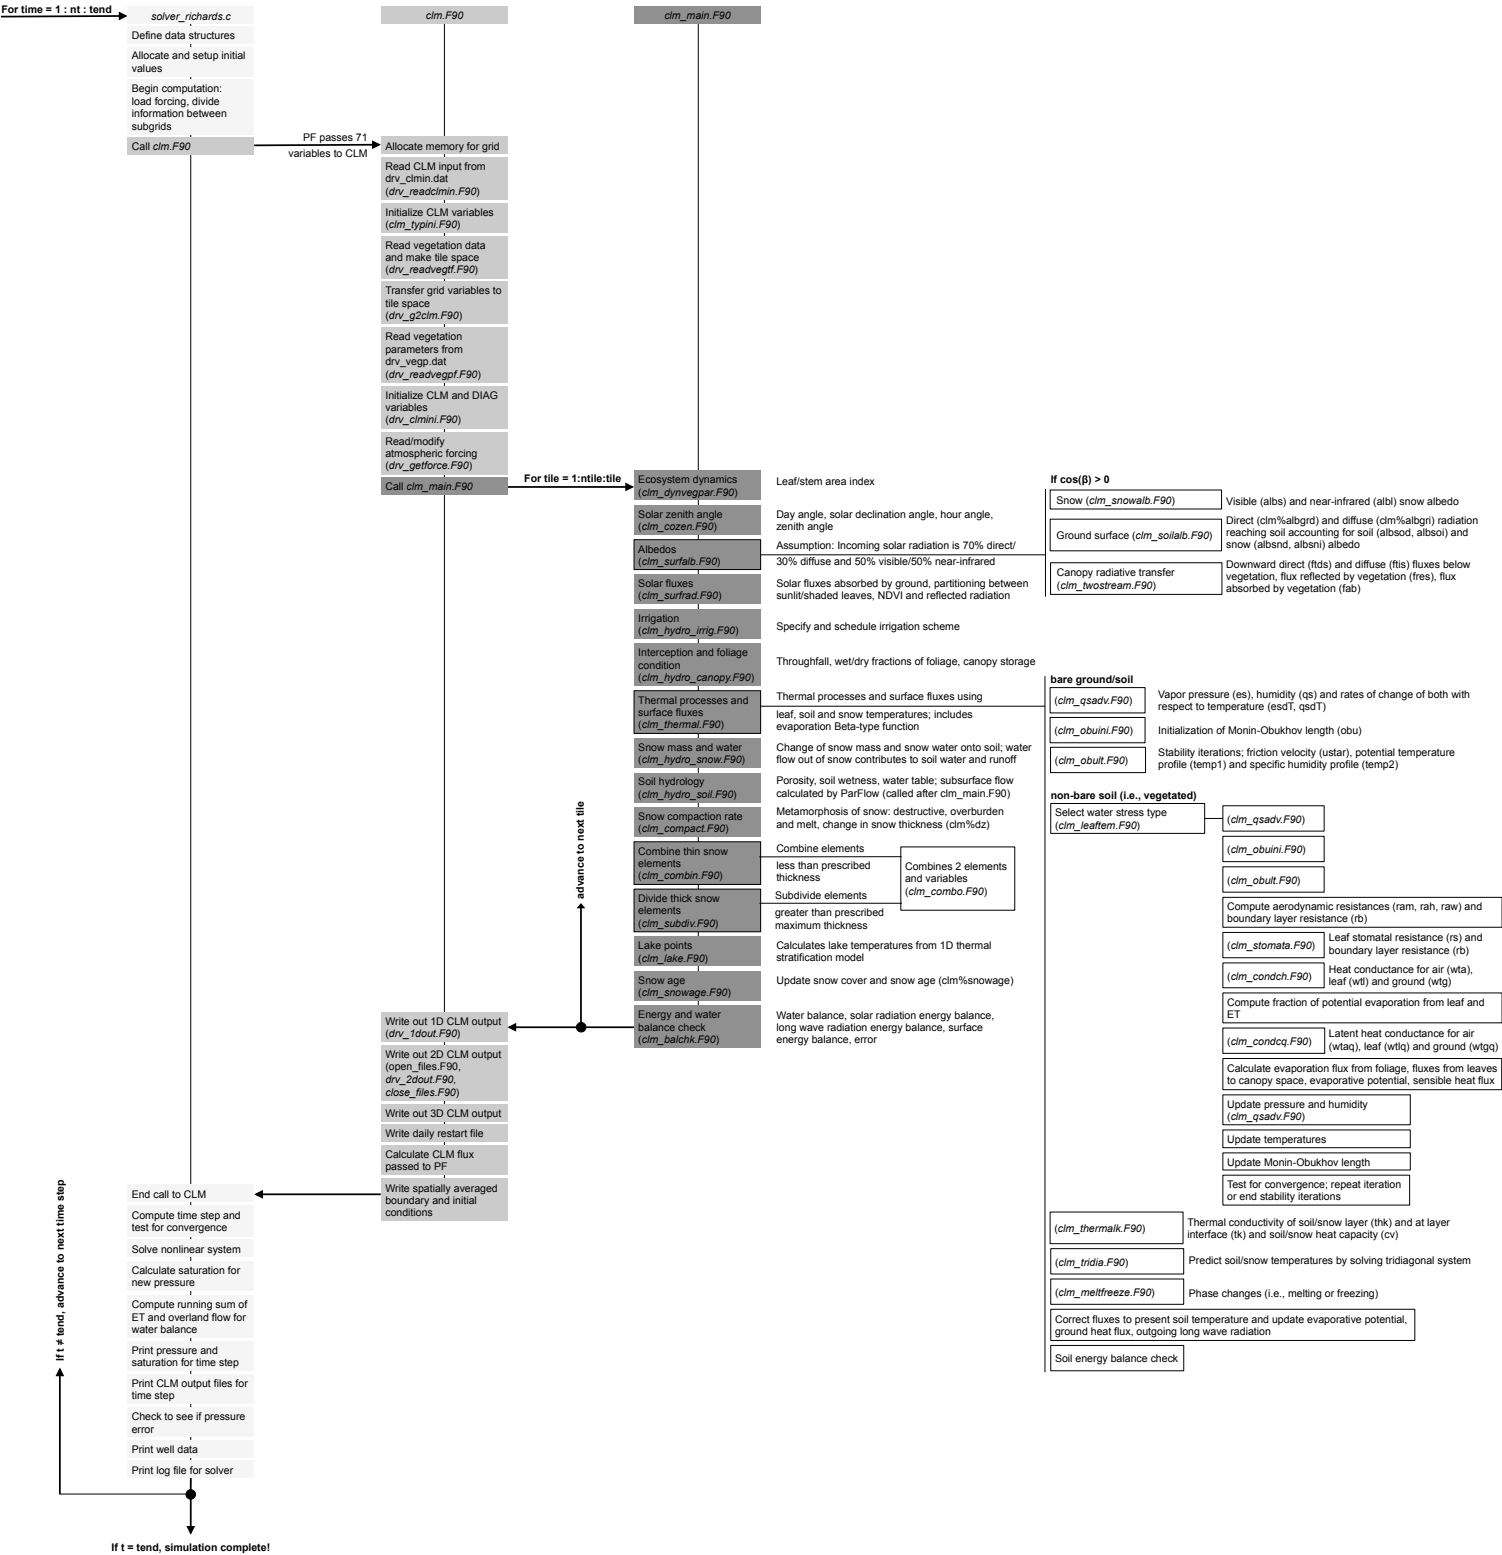 For time = 1 : nt : tend
solver_richards.c
Define data structures
Allocate and setup initial
values
Begin computation:
load forcing, divide
information between
subgrids
Call clm.F90
PF passes 71
variables to CLM
clm.F90
Allocate memory for grid
Read CLM input from
drv_clmin.dat
(drv_readclmin.F90)
Initialize CLM variables
(clm_typini.F90)
Read vegetation data
and make tile space
(drv_readvegtf.F90)
Transfer grid variables to
tile space
(drv_g2clm.F90)
Read vegetation
parameters from
drv_vegp.dat
(drv_readvegpf.F90)
Initialize CLM and DIAG
variables
(drv_clmini.F90)
Read/modify
atmospheric forcing
(drv_getforce.F90)
Call clm_main.F90
For tile = 1:ntile:tile
clm_main.F90
Ecosystem dynamics
(clm_dynvegpar.F90)
Leaf/stem area index
Solar zenith angle
(clm_cozen.F90)
Day angle, solar declination angle, hour angle,
zenith angle
Albedos
(clm_surfalb.F90)
Assumption: Incoming solar radiation is 70% direct/
30% diffuse and 50% visible/50% near-infrared
If cos(β) > 0
Snow (clm_snowalb.F90)
Visible (albs) and near-infrared (albl) snow albedo
Ground surface (clm_soilalb.F90)
Direct (clm%albgrd) and diffuse (clm%albgri) radiation
reaching soil accounting for soil (albsod, albsoi) and
snow (albsnd, albsni) albedo
Canopy radiative transfer
(clm_twostream.F90)
Downward direct (ftds) and diffuse (ftis) fluxes below
vegetation, flux reflected by vegetation (fres), flux
absorbed by vegetation (fab)
Solar fluxes
(clm_surfrad.F90)
Solar fluxes absorbed by ground, partitioning between
sunlit/shaded leaves, NDVI and reflected radiation
Irrigation
(clm_hydro_irrig.F90)
Specify and schedule irrigation scheme
Interception and foliage
condition
(clm_hydro_canopy.F90)
Throughfall, wet/dry fractions of foliage, canopy storage
Thermal processes and
surface fluxes
(clm_thermal.F90)
Thermal processes and surface fluxes using
leaf, soil and snow temperatures; includes
evaporation Beta-type function
bare ground/soil
(clm_qsadv.F90)
Vapor pressure (es), humidity (qs) and rates of change of both with
respect to temperature (esdT, qsdT)
(clm_obuini.F90)
Initialization of Monin-Obukhov length (obu)
(clm_obult.F90)
Stability iterations; friction velocity (ustar), potential temperature
profile (temp1) and specific humidity profile (temp2)
non-bare soil (i.e., vegetated)
Select water stress type
(clm_leaftem.F90)
(clm_qsadv.F90)
(clm_obuini.F90)
(clm_obult.F90)
Compute aerodynamic resistances (ram, rah, raw) and
boundary layer resistance (rb)
(clm_stomata.F90)
Leaf stomatal resistance (rs) and
boundary layer resistance (rb)
(clm_condch.F90)
Heat conductance for air (wta),
leaf (wtl) and ground (wtg)
Compute fraction of potential evaporation from leaf and
ET
(clm_condcq.F90)
Latent heat conductance for air
(wtaq), leaf (wtlq) and ground (wtgq)
Calculate evaporation flux from foliage, fluxes from leaves
to canopy space, evaporative potential, sensible heat flux
Update pressure and humidity
(clm_qsadv.F90)
Update temperatures
Update Monin-Obukhov length
Test for convergence; repeat iteration
or end stability iterations
(clm_thermalk.F90)
Thermal conductivity of soil/snow layer (thk) and at layer
interface (tk) and soil/snow heat capacity (cv)
(clm_tridia.F90)
Predict soil/snow temperatures by solving tridiagonal system
(clm_meltfreeze.F90)
Phase changes (i.e., melting or freezing)
Correct fluxes to present soil temperature and update evaporative potential,
ground heat flux, outgoing long wave radiation
Soil energy balance check
Snow mass and water
(clm_hydro_snow.F90)
Change of snow mass and snow water onto soil; water
flow out of snow contributes to soil water and runoff
Soil hydrology
(clm_hydro_soil.F90)
Porosity, soil wetness, water table; subsurface flow
calculated by ParFlow (called after clm_main.F90)
Snow compaction rate
(clm_compact.F90)
Metamorphosis of snow: destructive, overburden
and melt, change in snow thickness (clm%dz)
Combine thin snow
elements
(clm_combin.F90)
Combine elements
less than prescribed
thickness
Combines 2 elements
and variables
(clm_combo.F90)
Divide thick snow
elements
(clm_subdiv.F90)
Subdivide elements
greater than prescribed
maximum thickness
Lake points
(clm_lake.F90)
Calculates lake temperatures from 1D thermal
stratification model
Snow age
(clm_snowage.F90)
Update snow cover and snow age (clm%snowage)
Energy and water
balance check
(clm_balchk.F90)
Water balance, solar radiation energy balance,
long wave radiation energy balance, surface
energy balance, error
advance to next tile
Write out 1D CLM output
(drv_1dout.F90)
Write out 2D CLM output
(open_files.F90,
drv_2dout.F90,
close_files.F90)
Write out 3D CLM output
Write daily restart file
Calculate CLM flux
passed to PF
Write spatially averaged
boundary and initial
conditions
End call to CLM
Compute time step and
test for convergence
Solve nonlinear system
Calculate saturation for
new pressure
Compute running sum of
ET and overland flow for
water balance
Print pressure and
saturation for time step
Print CLM output files for
time step
Check to see if pressure
error
Print well data
Print log file for solver
If t ≠ tend, advance to next time step
If t = tend, simulation complete!